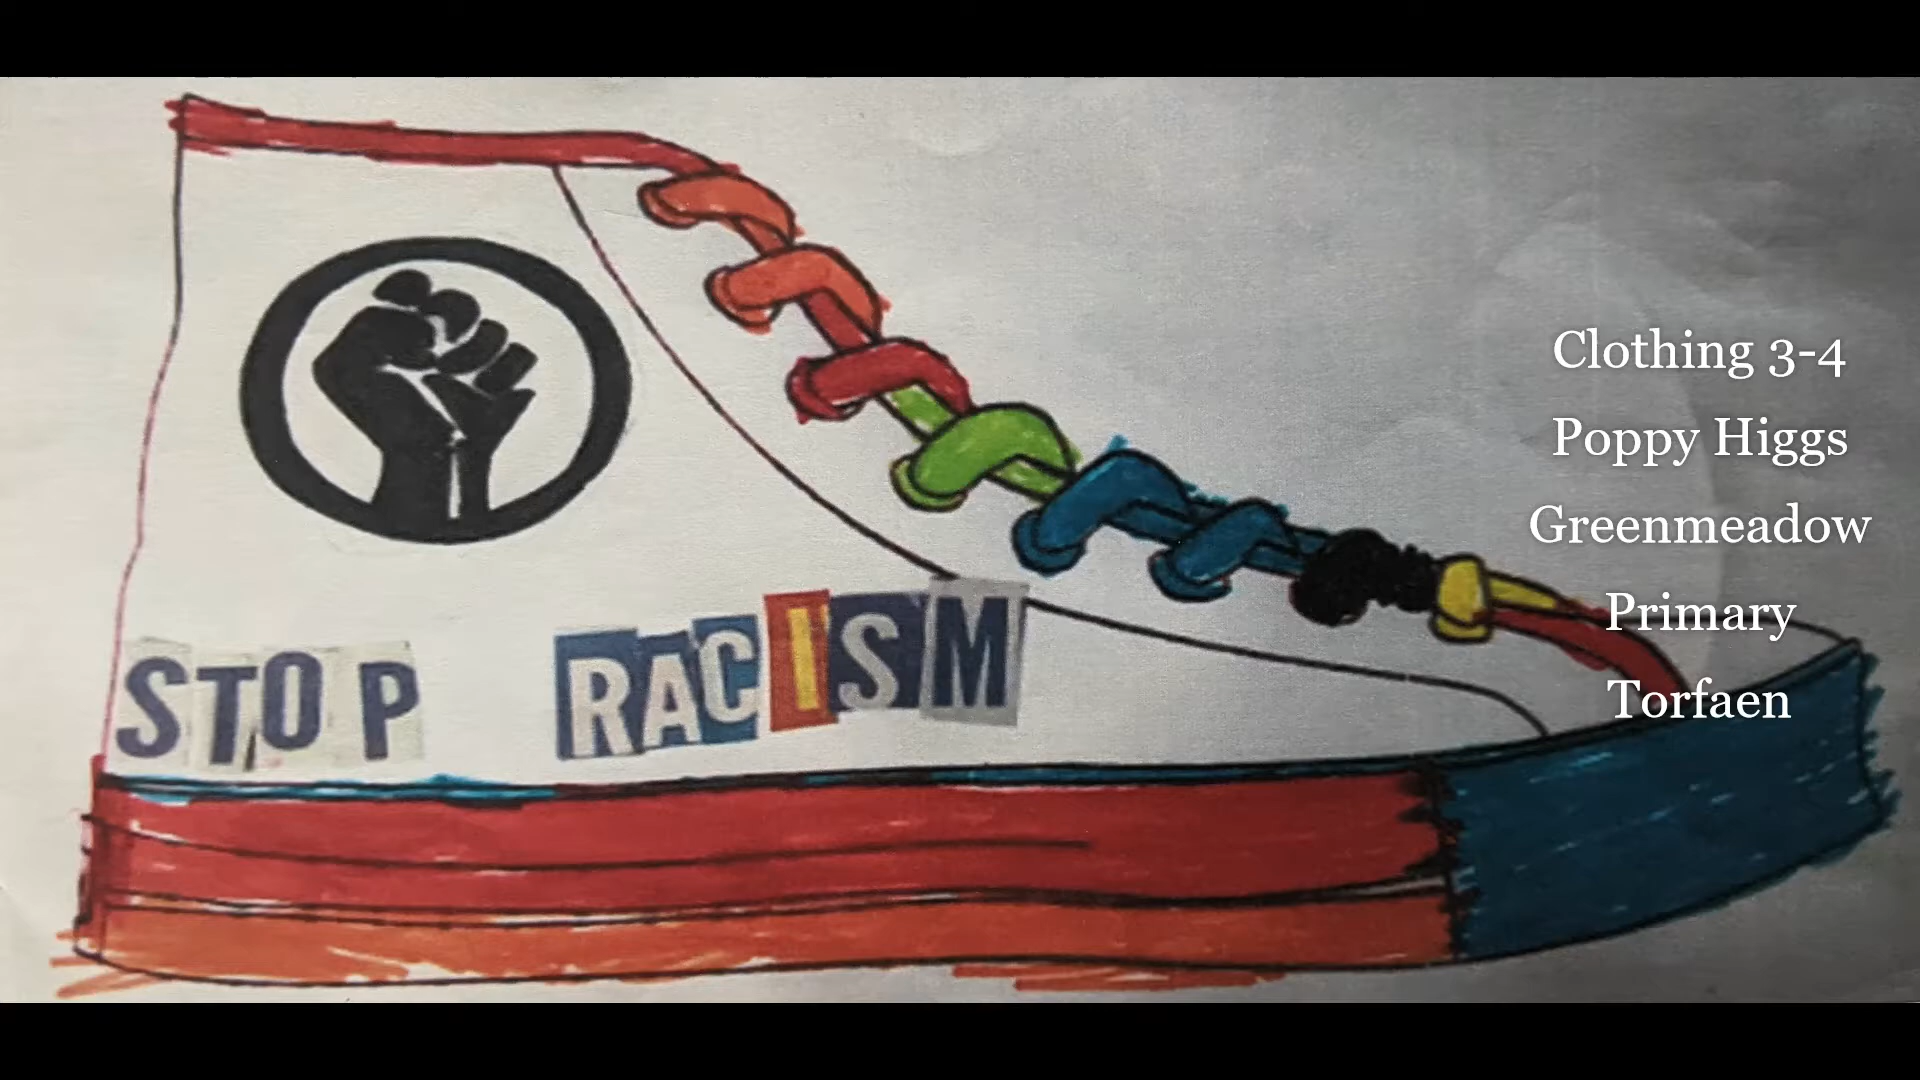 STOP RACISM
Clothing 3-4
Poppy Higgs
Greenmeadow
Primary
Torfaen